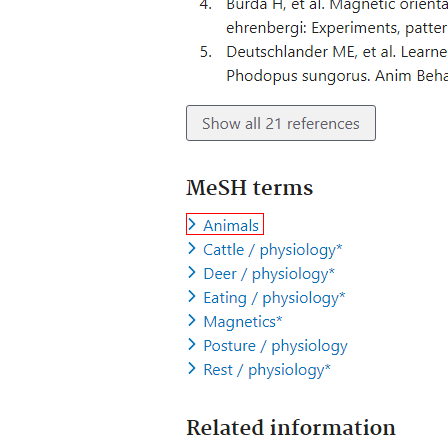 4. Burda H, et al. Magnetic orienta
ehrenbergi: Experiments, patter
5. Deutschlander ME, et al. Learne
Phodopus sungorus. Anim Beha
Show all 21 references
MeSH terms
Animals
Cattle / physiology*
Deer / physiology*
Eating / physiology*
Magnetics*
Posture / physiology
Rest / physiology*
Related information